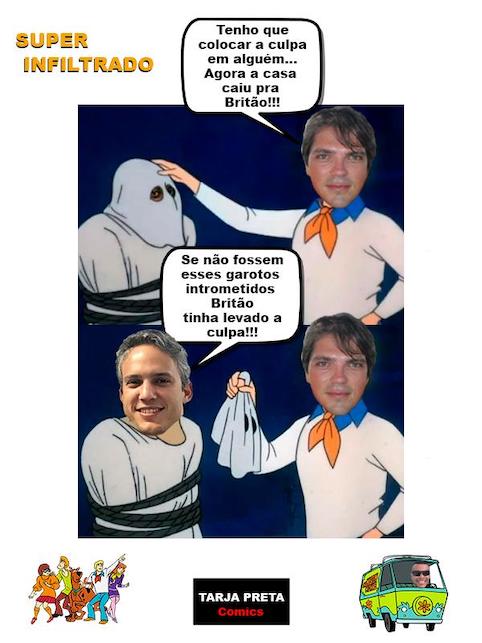 SUPER
INFILTRADO
Tenho que
colocar a culpa
em alguém...
Agora a casa
caiu pra
Britão!!!
Se não fossem
esses garotos
intrometidos
Britão
tinha levado a
culpa!!!
TARJA PRETA
Comics